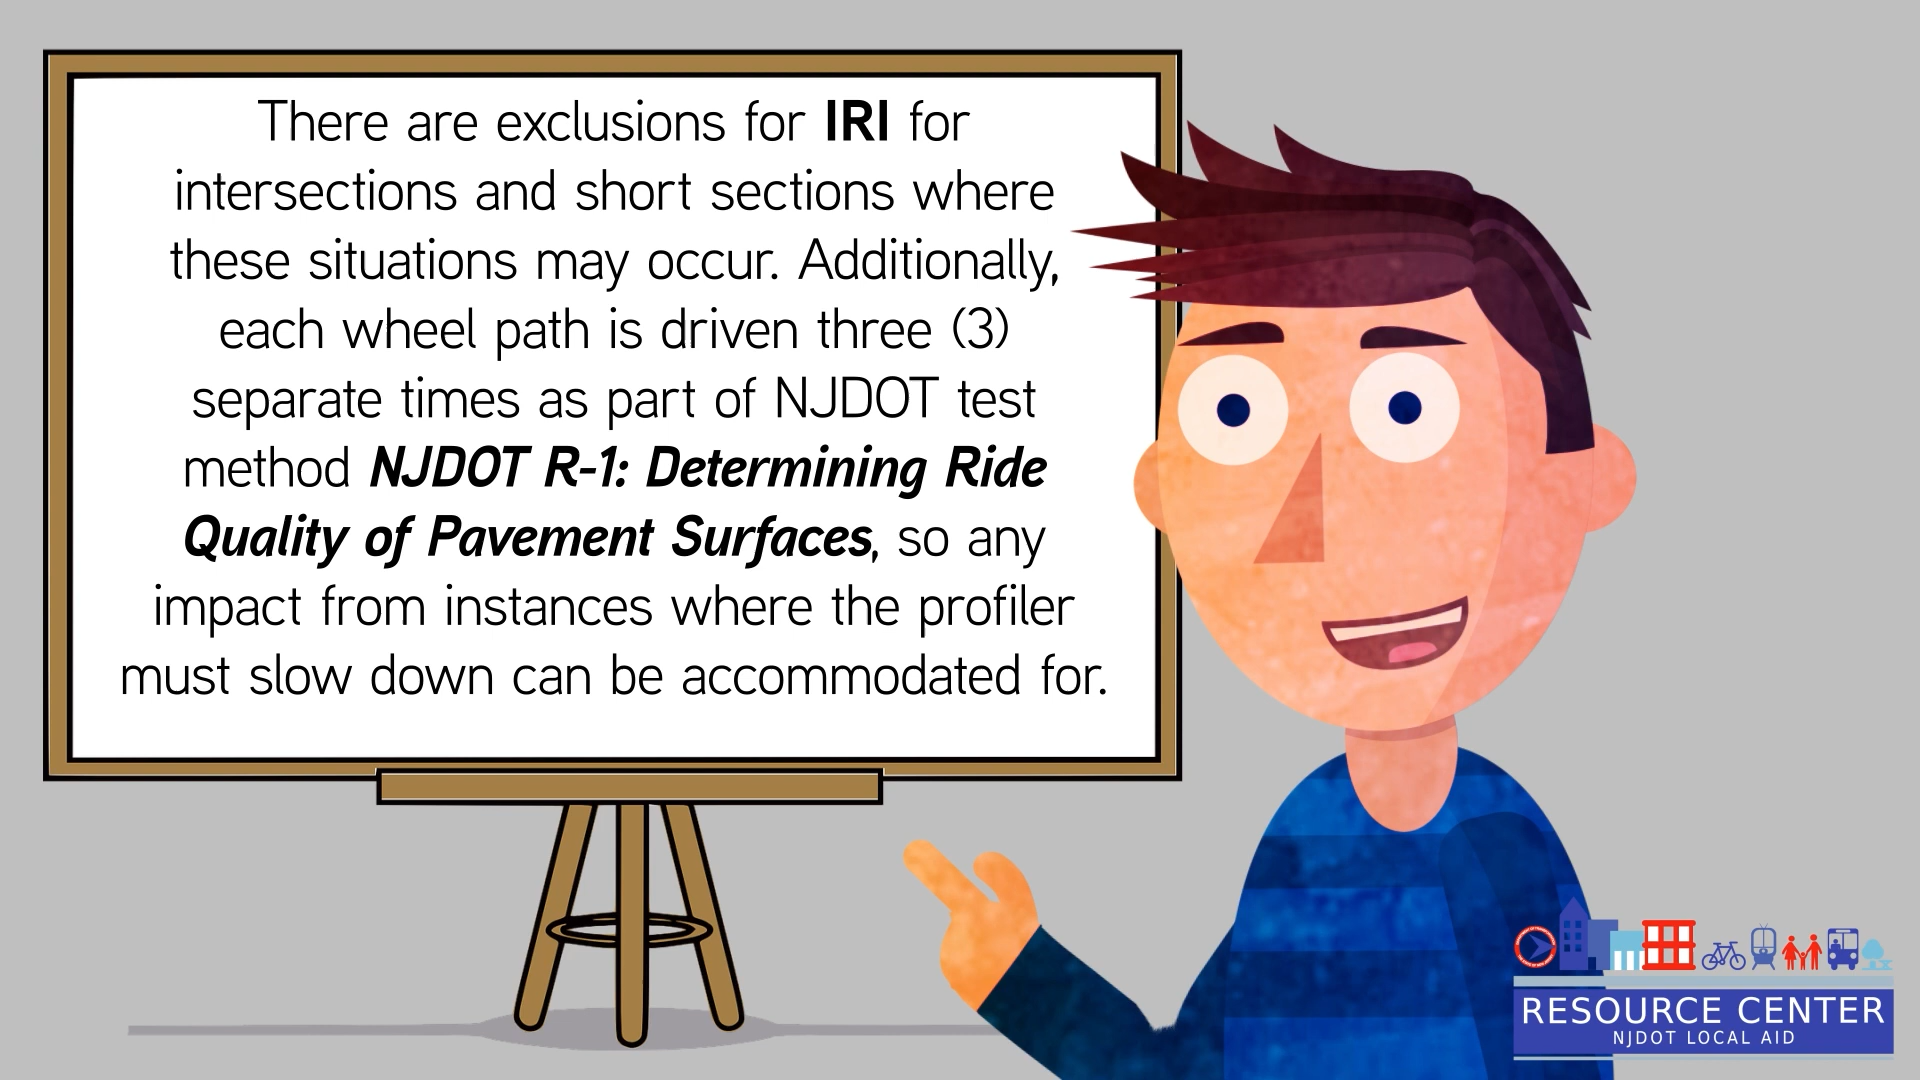 There are exclusions for IRI for
intersections and short sections where
these situations may occur. Additionally,
each wheel path is driven three (3)
separate times as part of NJDOT test
method NJDOT R-1: Determining Ride
Quality of Pavement Surfaces, so any
impact from instances where the profiler
must slow down can be accommodated for.
RESOURCE CENTER
NJDOT LOCAL AID